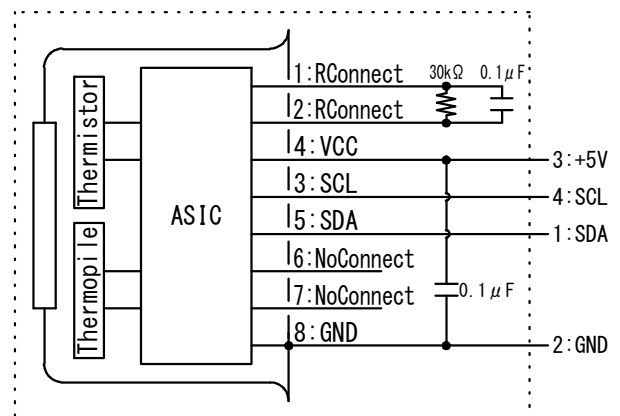 1:RConnect
30kΩ
0.1μF
2:RConnect
4:VCC
3:+5V
3:SCL
4:SCL
5:SDA
1:SDA
6:NoConnect
7:NoConnect
0.1μF
8:GND
2:GND
Thermistor
Thermopile
ASIC